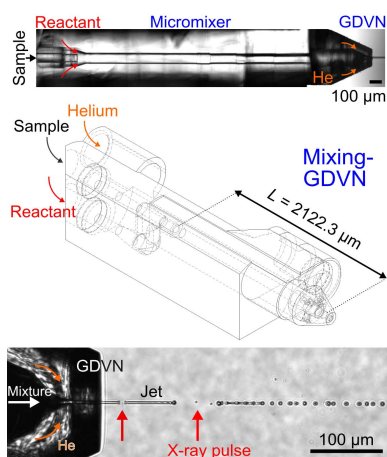 Reactant
Micromixer
GDVN
Sample
He
100 µm
Helium
Sample
Reactant
Mixing-
GDVN
L = 2122.3 µm
GDVN
Mixture
Jet
He
X-ray pulse
100 µm